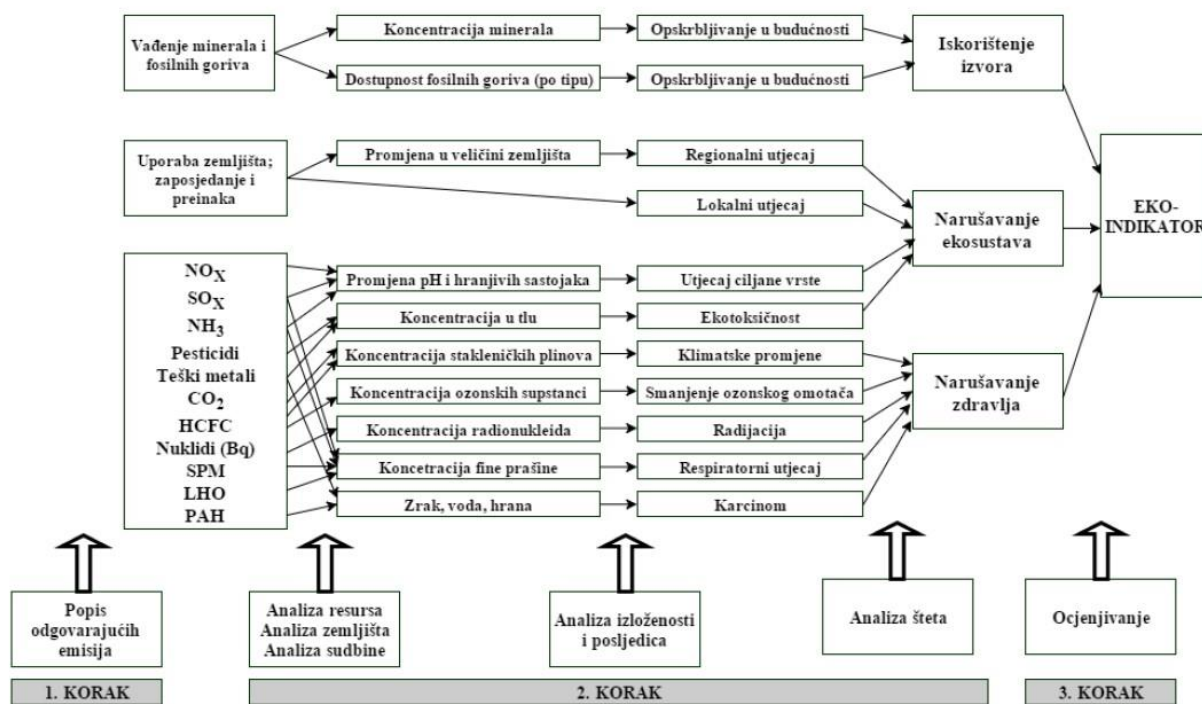 Vađenje minerala i
fosilnih goriva
Koncentracija minerala
Opskrbljivanje u budućnosti
Dostupnost fosilnih goriva (po tipu)
Opskrbljivanje u budućnosti
Iskorištenje
izvora
Uporaba zemljišta;
zaposjedanje i
preinaka
Promjena u veličini zemljišta
Regionalni utjecaj
Lokalni utjecaj
Narušavanje
ekosustava
EKO-
INDIKATOR
NOX
SOX
NH3
Pesticidi
Teški metali
CO2
HCFC
Nuklidi (Bq)
SPM
LHO
PAH
Promjena pH i hranjivih sastojaka
Utjecaj ciljane vrste
Koncentracija u tlu
Ekotoksičnost
Koncentracija stakleničkih plinova
Klimatske promjene
Koncentracija ozonskih supstanci
Smanjenje ozonskog omotača
Koncentracija radionukleida
Radijacija
Koncetracija fine prašine
Respiratorni utjecaj
Zrak, voda, hrana
Karcinom
Narušavanje
zdravlja
Popis
odgovarajućih
emisija
Analiza resursa
Analiza zemljišta
Analiza sudbine
Analiza izloženosti
i posljedica
Analiza šteta
Ocjenjivanje
1. KORAK
2. KORAK
3. KORAK